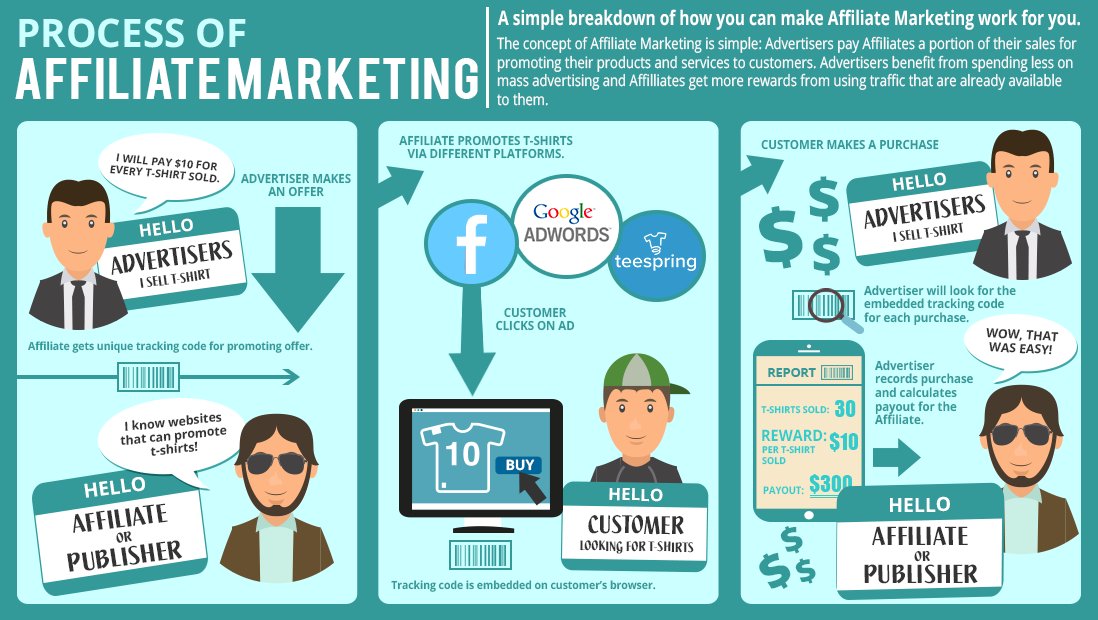 PROCESS OF
AFFILIATE MARKETING
A simple breakdown of how you can make Affiliate Marketing work for you.
The concept of Affiliate Marketing is simple: Advertisers pay Affiliates a portion of their sales for
promoting their products and services to customers. Advertisers benefit from spending less on
mass advertising and Affilliates get more rewards from using traffic that are already available
to them.
I WILL PAY $10 FOR
EVERY T-SHIRT SOLD.
ADVERTISER MAKES
AN OFFER
HELLO
ADVERTISERS
I SELL T-SHIRT
Affiliate gets unique tracking code for promoting offer.
I know websites
that can promote
t-shirts!
HELLO
AFFILIATE
OR
PUBLISHER
AFFILIATE PROMOTES T-SHIRTS
VIA DIFFERENT PLATFORMS.
f
Google
ADWORDS
teespring
CUSTOMER
CLICKS ON AD
10
BUY
HELLO
CUSTOMER
LOOKING FOR T-SHIRTS
Tracking code is embedded on customer's browser.
CUSTOMER MAKES A PURCHASE
$
$
$
HELLO
ADVERTISERS
I SELL T-SHIRT
Advertiser will look for the
embedded tracking code
for each purchase.
WOW, THAT
WAS EASY!
REPORT
T-SHIRTS SOLD: 30
REWARD: $10
PER T-SHIRT
SOLD
PAYOUT: $300
Advertiser
records purchase
and calculates
payout for the
Affiliate.
$
$
$
HELLO
AFFILIATE
OR
PUBLISHER